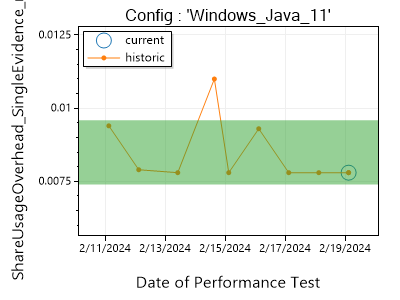 Config : 'Windows_Java_11'
ShareUsageOverhead_SingleEvidence_
current
historic
0.0125
0.01
0.0075
2/11/2024 2/13/2024 2/15/2024 2/17/2024 2/19/2024
Date of Performance Test